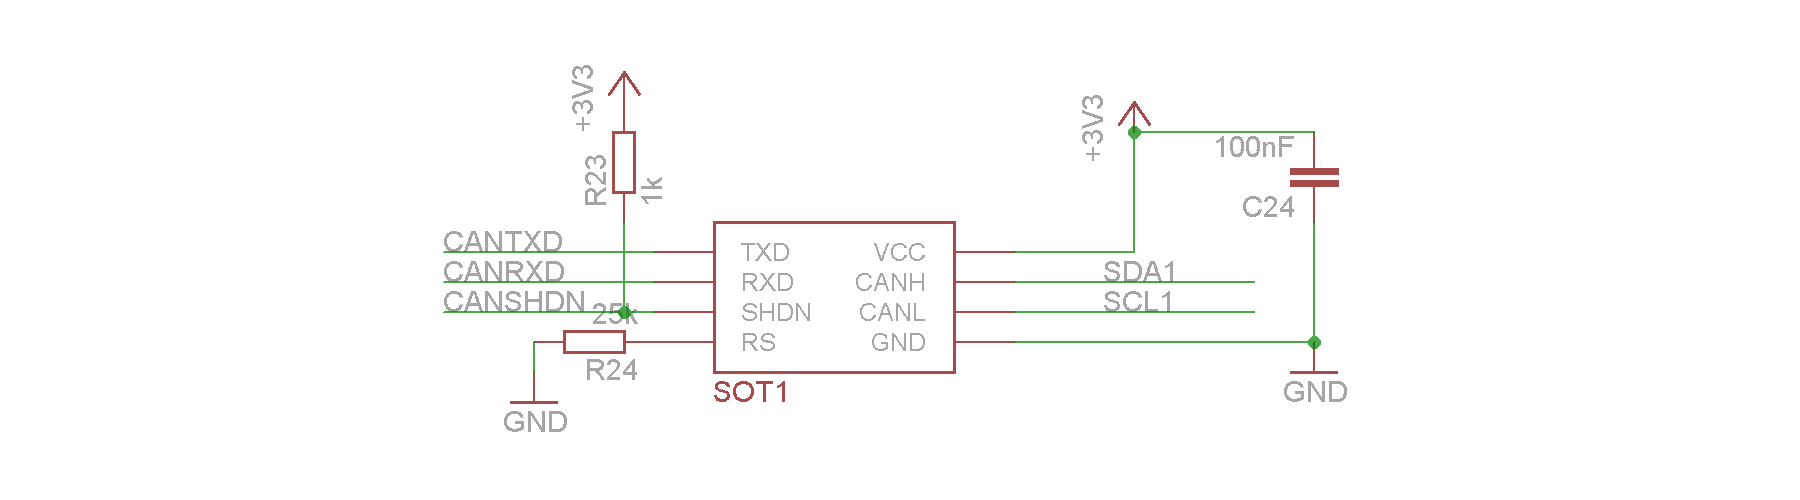 +3V3
R23
1k
CANTXD
CANRXD
CANSHDN
25k
R24
GND
TXD
RXD
SHDN
RS
VCC
CANH
CANL
GND
SOT1
+3V3
100nF
C24
SDA1
SCL1
GND